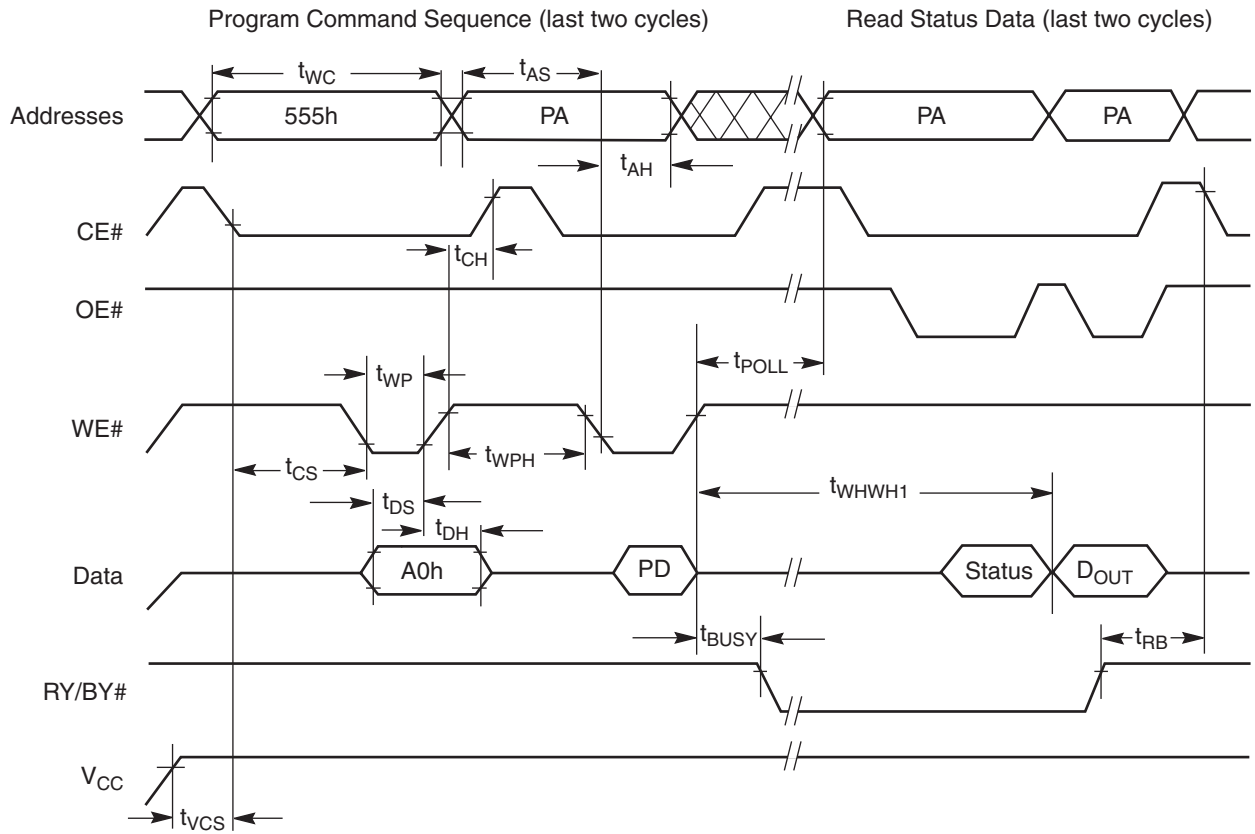 Program Command Sequence (last two cycles)
Read Status Data (last two cycles)
tWC
tAS
Addresses
555h
PA
PA
PA
tAH
CE#
tCH
OE#
tWP
tPOLL
WE#
tCS
tWPH
tWHWH1
tDS
tDH
Data
A0h
PD
Status
DOUT
tBUSY
tRB
RY/BY#
VCC
tVCS